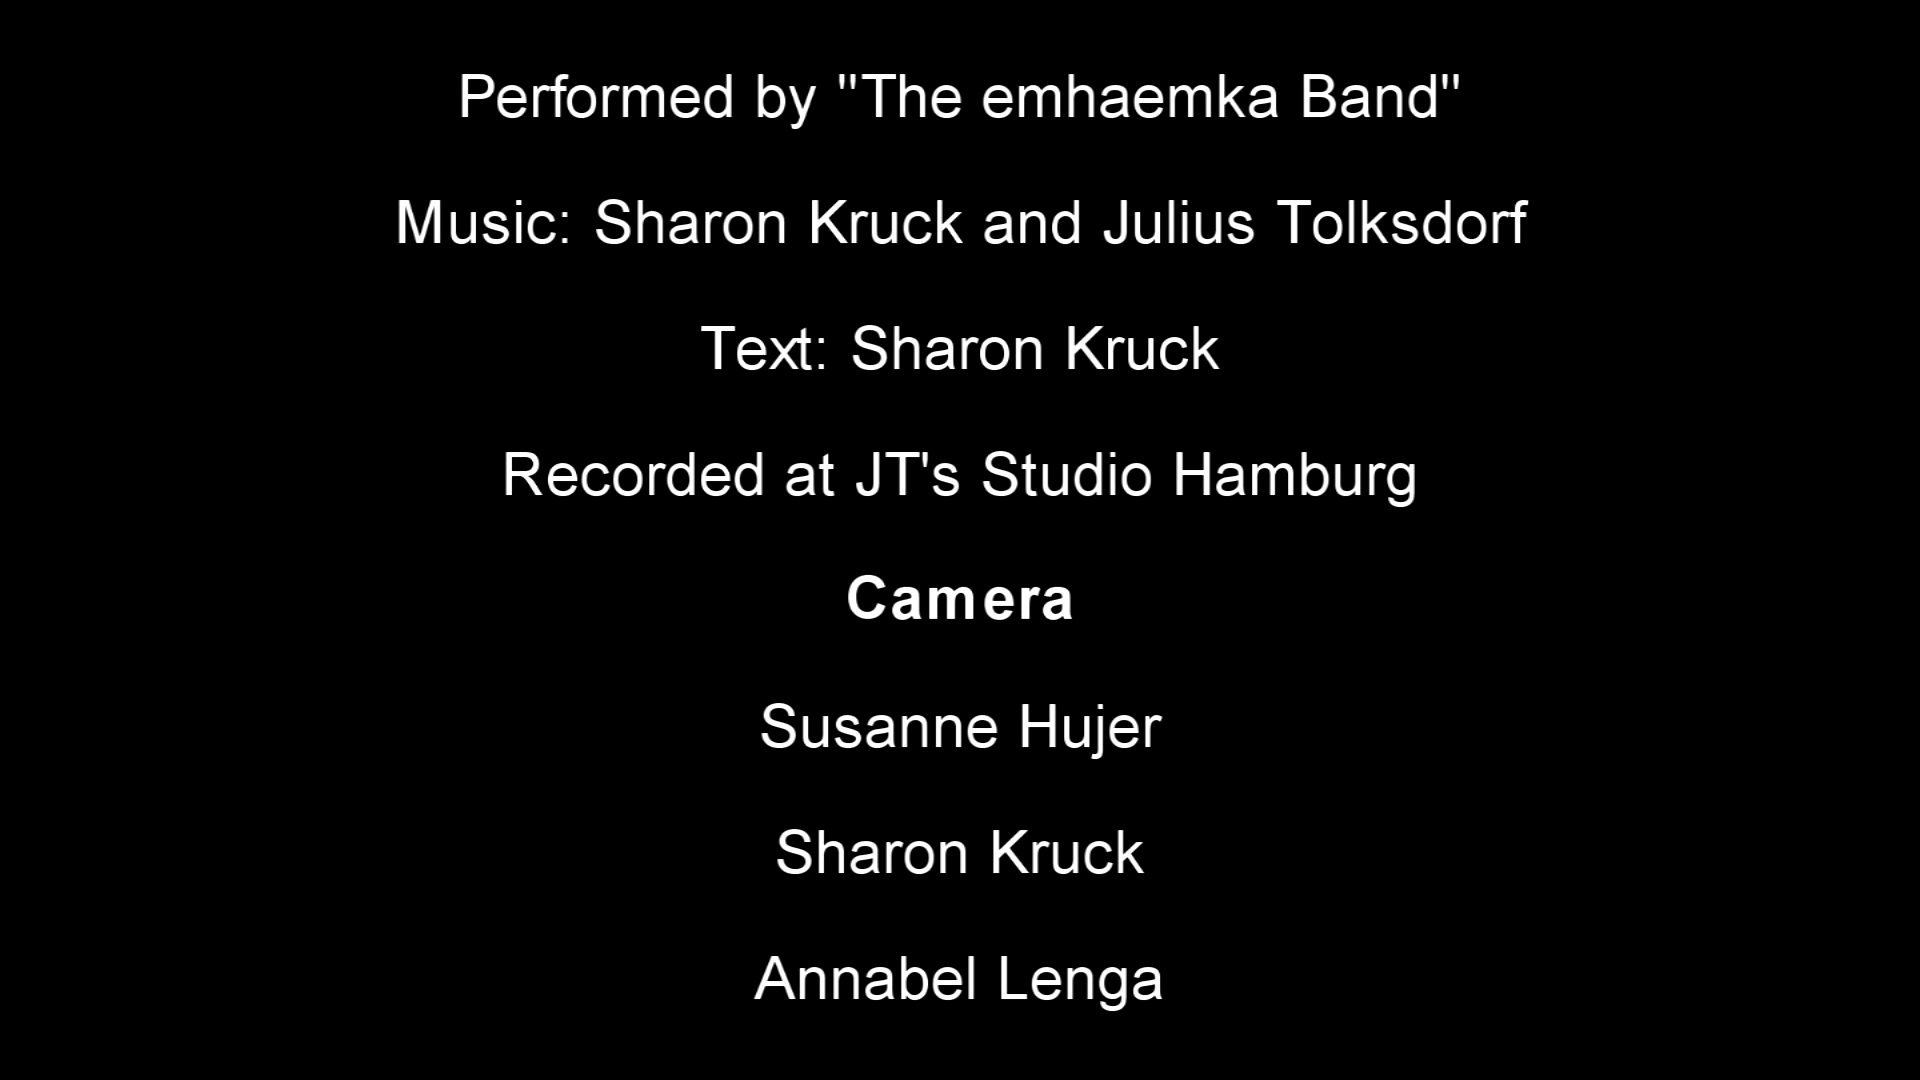 Performed by "The emhaemka Band"
Music: Sharon Kruck and Julius Tolksdorf
Text: Sharon Kruck
Recorded at JT's Studio Hamburg
Camera
Susanne Hujer
Sharon Kruck
Annabel Lenga